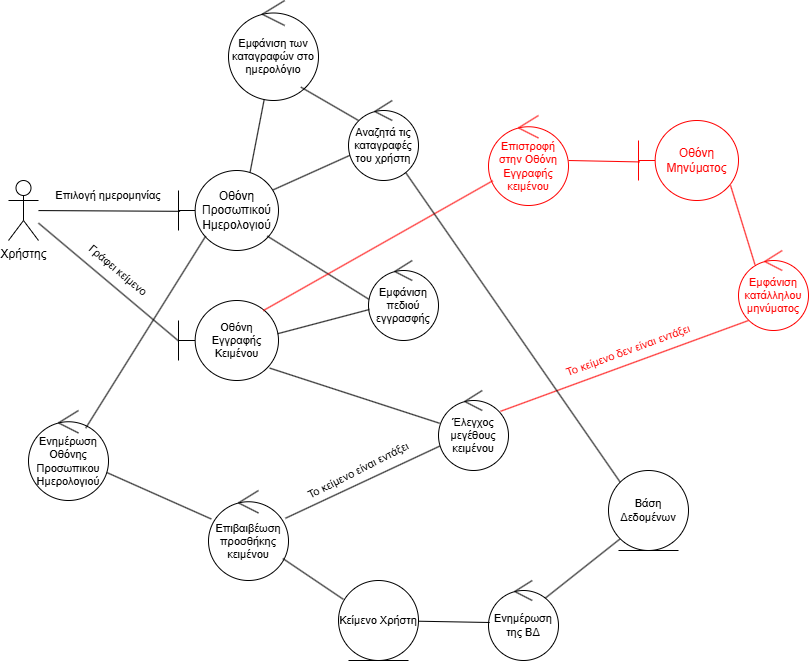 Εμφάνιση των
καταγραφών στο
ημερολόγιο
Αναζητά τις
καταγραφές
του χρήστη
Επιστροφή
στην Οθόνη
Εγγραφής
κειμένου
Οθόνη
Μηνύματος
Επιλογή ημερομηνίας
Οθόνη
Προσωπικού
Ημερολογιού
Χρήστης
Γράφει κείμενο
Εμφάνιση
πεδιού
εγγρασφής
Εμφάνιση
κατάλληλου
μηνύματος
Οθόνη
Εγγραφής
Κειμένου
Το κείμενο δεν είναι εντάξει
Έλεγχος
μεγέθους
κειμένου
Ενημέρωση
Οθόνης
Προσωπικου
Ημερολογιού
Το κείμενο είναι εντάξει
Βάση
Δεδομένων
Επιβαιβέωση
προσθήκης
κειμένου
Κείμενο Χρήστη
Ενημέρωση
της ΒΔ